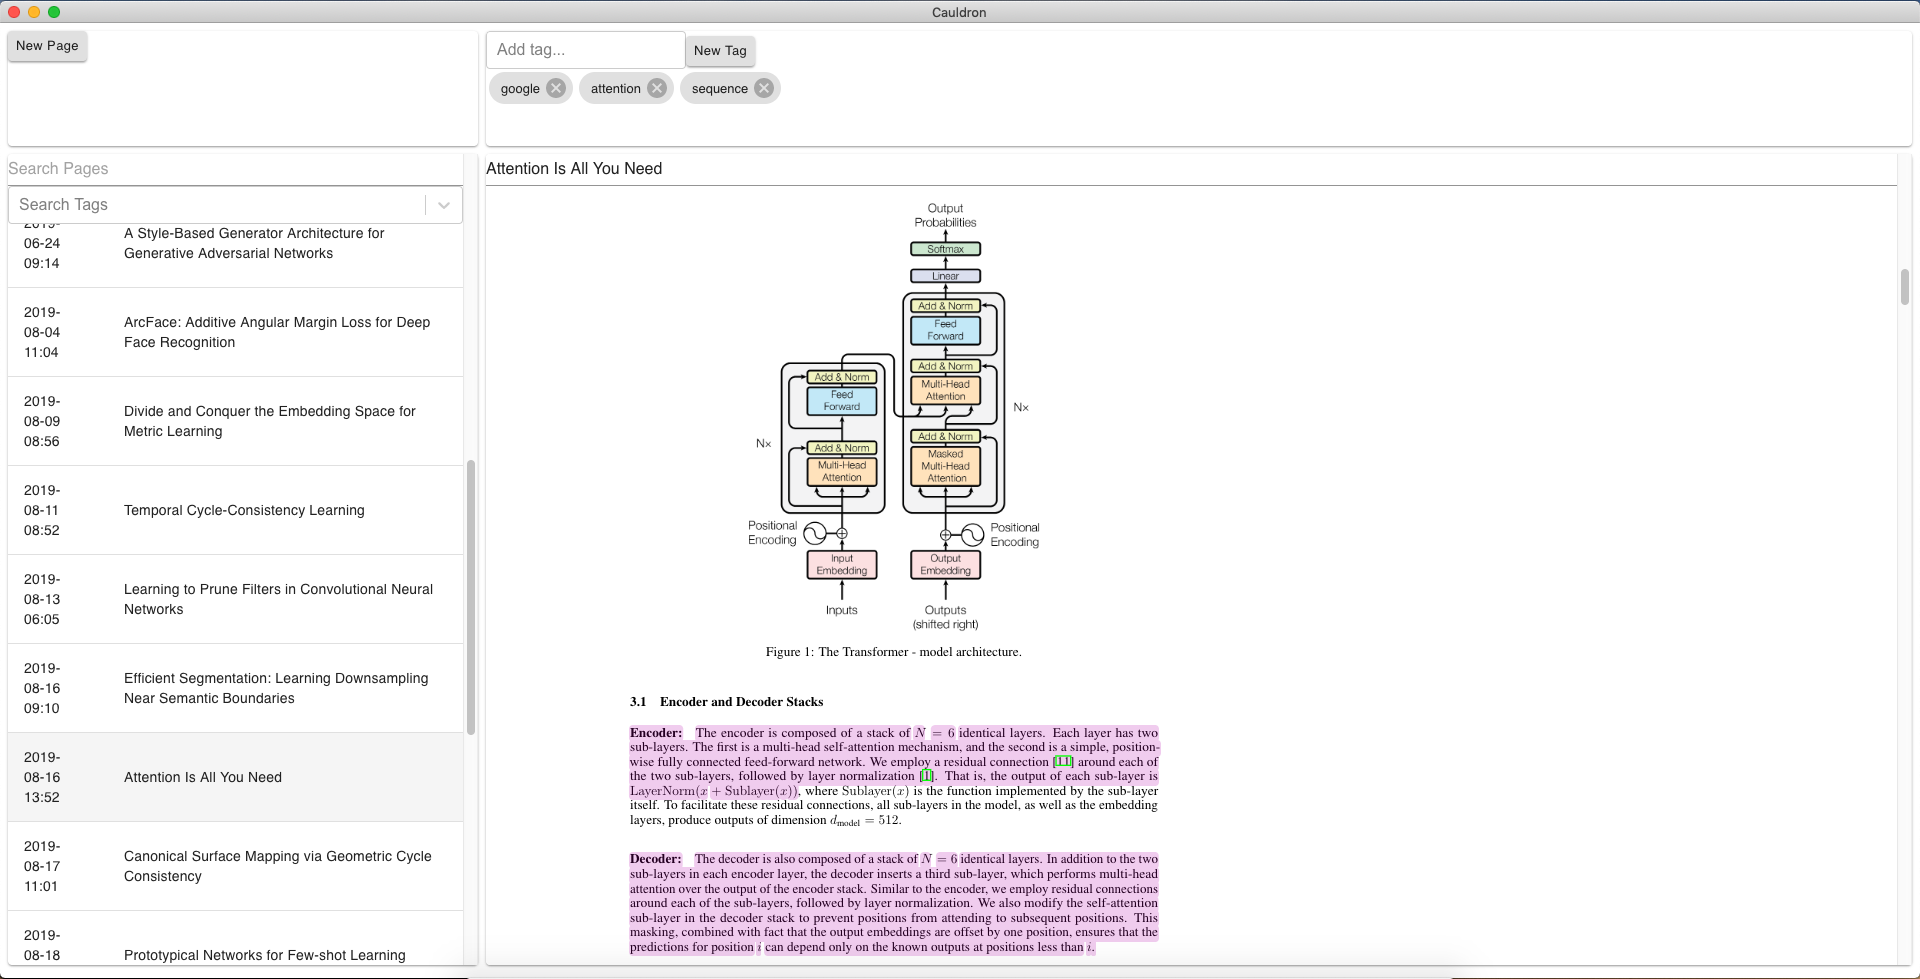 Cauldron
New Page
Add tag...
New Tag
google
attention
sequence
Search Pages
Search Tags
2019-
06-24
09:14
A Style-Based Generator Architecture for
Generative Adversarial Networks
2019-
08-04
11:04
ArcFace: Additive Angular Margin Loss for Deep
Face Recognition
2019-
08-09
08:56
Divide and Conquer the Embedding Space for
Metric Learning
2019-
08-11
08:52
Temporal Cycle-Consistency Learning
2019-
08-13
06:05
Learning to Prune Filters in Convolutional Neural
Networks
2019-
08-16
09:10
Efficient Segmentation: Learning Downsampling
Near Semantic Boundaries
2019-
08-16
13:52
Attention Is All You Need
2019-
08-17
11:01
Canonical Surface Mapping via Geometric Cycle
Consistency
2019-
08-18
Prototypical Networks for Few-shot Learning
Attention Is All You Need
Output
Probabilities
Softmax
Linear
Add & Norm
Feed
Forward
Add & Norm
Multi-Head
Attention
Add & Norm
Masked
Multi-Head
Attention
Nx
Add & Norm
Feed
Forward
Add & Norm
Multi-Head
Attention
Nx
Positional
Encoding
Positional
Encoding
Input
Embedding
Output
Embedding
Inputs
Outputs
(shifted right)
Figure 1: The Transformer - model architecture.
3.1 Encoder and Decoder Stacks
Encoder: The encoder is composed of a stack of N = 6 identical layers. Each layer has two
sub-layers. The first is a multi-head self-attention mechanism, and the second is a simple, position-
wise fully connected feed-forward network. We employ a residual connection [11] around each of
the two sub-layers, followed by layer normalization [1]. That is, the output of each sub-layer is
LayerNorm(x + Sublayer(x)), where Sublayer(x) is the function implemented by the sub-layer
itself. To facilitate these residual connections, all sub-layers in the model, as well as the embedding
layers, produce outputs of dimension dmodel = 512.
Decoder: The decoder is also composed of a stack of N = 6 identical layers. In addition to the two
sub-layers in each encoder layer, the decoder inserts a third sub-layer, which performs multi-head
attention over the output of the encoder stack. Similar to the encoder, we employ residual connections
around each of the sub-layers, followed by layer normalization. We also modify the self-attention
sub-layer in the decoder stack to prevent positions from attending to subsequent positions. This
masking, combined with fact that the output embeddings are offset by one position, ensures that the
predictions for position i can depend only on the known outputs at positions less than i.